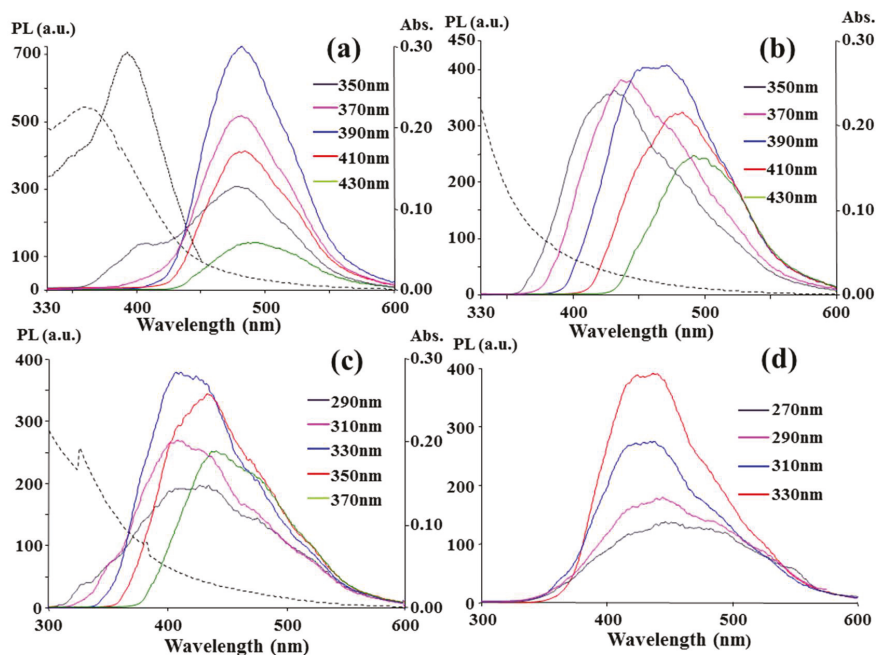 PL (a.u.) Abs.
(a)
700
500
300
100
0
0.30
0.20
0.10
0.00
350nm
370nm
390nm
410nm
430nm
330 400 500 600
Wavelength (nm)
PL (a.u.) Abs.
(b)
450
400
350
300
250
200
150
100
50
0
0.30
0.20
0.10
0.00
350nm
370nm
390nm
410nm
430nm
330 400 500 600
Wavelength (nm)
PL (a.u.) Abs.
(c)
400
300
200
100
0
0.30
0.20
0.10
0.00
290nm
310nm
330nm
350nm
370nm
300 400 500 600
Wavelength (nm)
PL (a.u.)
(d)
400
300
200
100
0
270nm
290nm
310nm
330nm
300 400 500 600
Wavelength (nm)